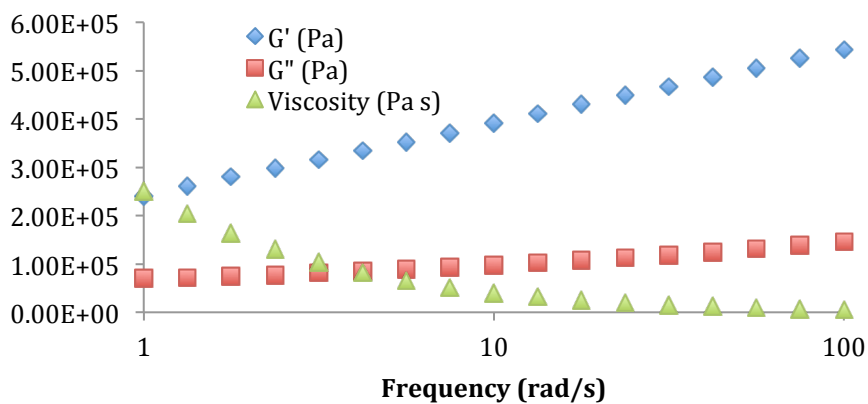 6.00E+05
5.00E+05
4.00E+05
3.00E+05
2.00E+05
1.00E+05
0.00E+00
G' (Pa)
G" (Pa)
Viscosity (Pa s)
1
10
100
Frequency (rad/s)